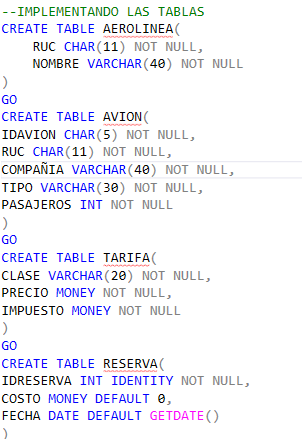 --IMPLEMENTANDO LAS TABLAS
CREATE TABLE AEROLINEA(
    RUC CHAR(11) NOT NULL,
    NOMBRE VARCHAR(40) NOT NULL
)
GO
CREATE TABLE AVION(
IDAVION CHAR(5) NOT NULL,
RUC CHAR(11) NOT NULL,
COMPAÑIA VARCHAR(40) NOT NULL,
TIPO VARCHAR(30) NOT NULL,
PASAJEROS INT NOT NULL
)
GO
CREATE TABLE TARIFA(
CLASE VARCHAR(20) NOT NULL,
PRECIO MONEY NOT NULL,
IMPUESTO MONEY NOT NULL
)
GO
CREATE TABLE RESERVA(
IDRESERVA INT IDENTITY NOT NULL,
COSTO MONEY DEFAULT 0,
FECHA DATE DEFAULT GETDATE()
)